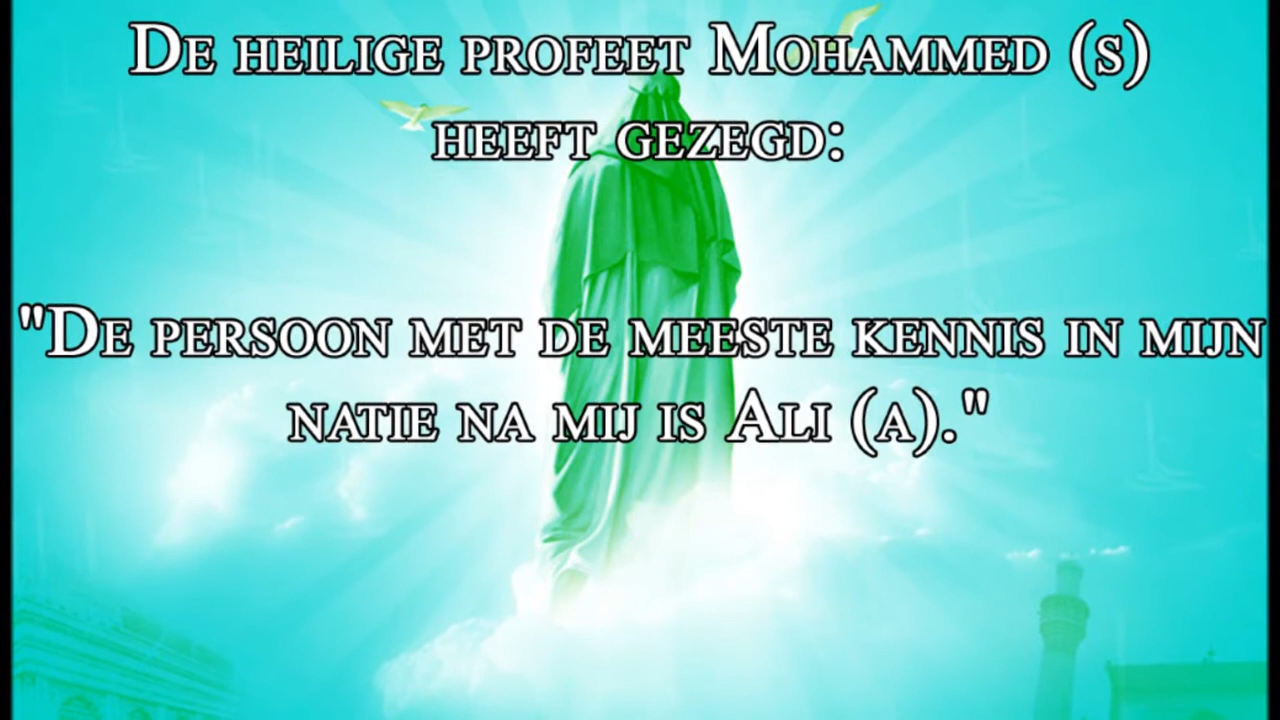 De heilige profeet Mohammed (s)
heeft gezegd:
"De persoon met de meeste kennis in mijn
natie na mij is Ali (a)."